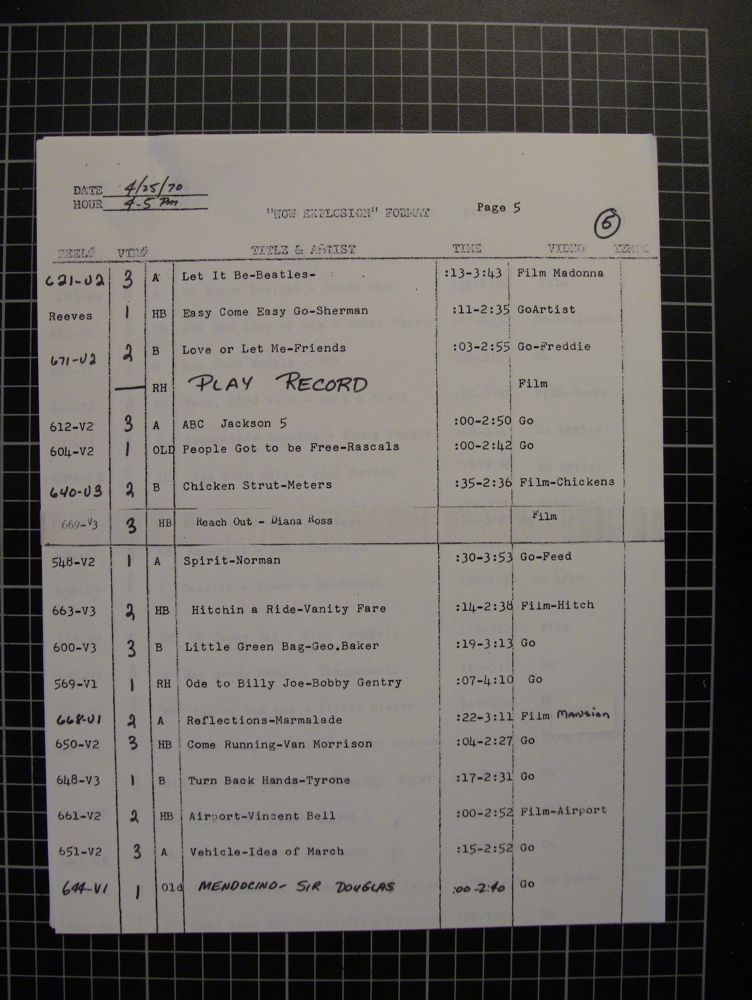 DATE 4/25/70
HOUR 4-5 PM
"NOW EXPLOSION" FORMAT Page 5
5
REEL# VTR# TITLE & ARTIST TIME VIDEO TEMPO
621-V2 3 A Let It Be-Beatles- :13-3:43 Film Madonna
Reeves 1 HB Easy Come Easy Go-Sherman :11-2:35 GoArtist
671-V2 2 B Love or Let Me-Friends :03-2:55 Go-Freddie
— RH PLAY RECORD Film
612-V2 3 A ABC Jackson 5 :00-2:50 Go
604-V2 1 OLD People Got to be Free-Rascals :00-2:42 Go
640-V3 2 B Chicken Strut-Meters :35-2:36 Film-Chickens
669-V3 3 HB Reach Out - Diana Ross Film
548-V2 1 A Spirit-Norman :30-3:53 Go-Feed
663-V3 2 HB Hitchin a Ride-Vanity Fare :14-2:38 Film-Hitch
600-V3 3 B Little Green Bag-Geo.Baker :19-3:13 Go
569-V1 1 RH Ode to Billy Joe-Bobby Gentry :07-4:10 Go
668-V1 2 A Reflections-Marmalade :22-3:11 Film Mansion
650-V2 3 HB Come Running-Van Morrison :04-2:27 Go
648-V3 1 B Turn Back Hands-Tyrone :17-2:31 Go
661-V2 2 HB Airport-Vincent Bell :00-2:52 Film-Airport
651-V2 3 A Vehicle-Ides of March :15-2:52 Go
644-V1 1 Old MENDOCINO- SIR DOUGLAS :00-2:40 Go